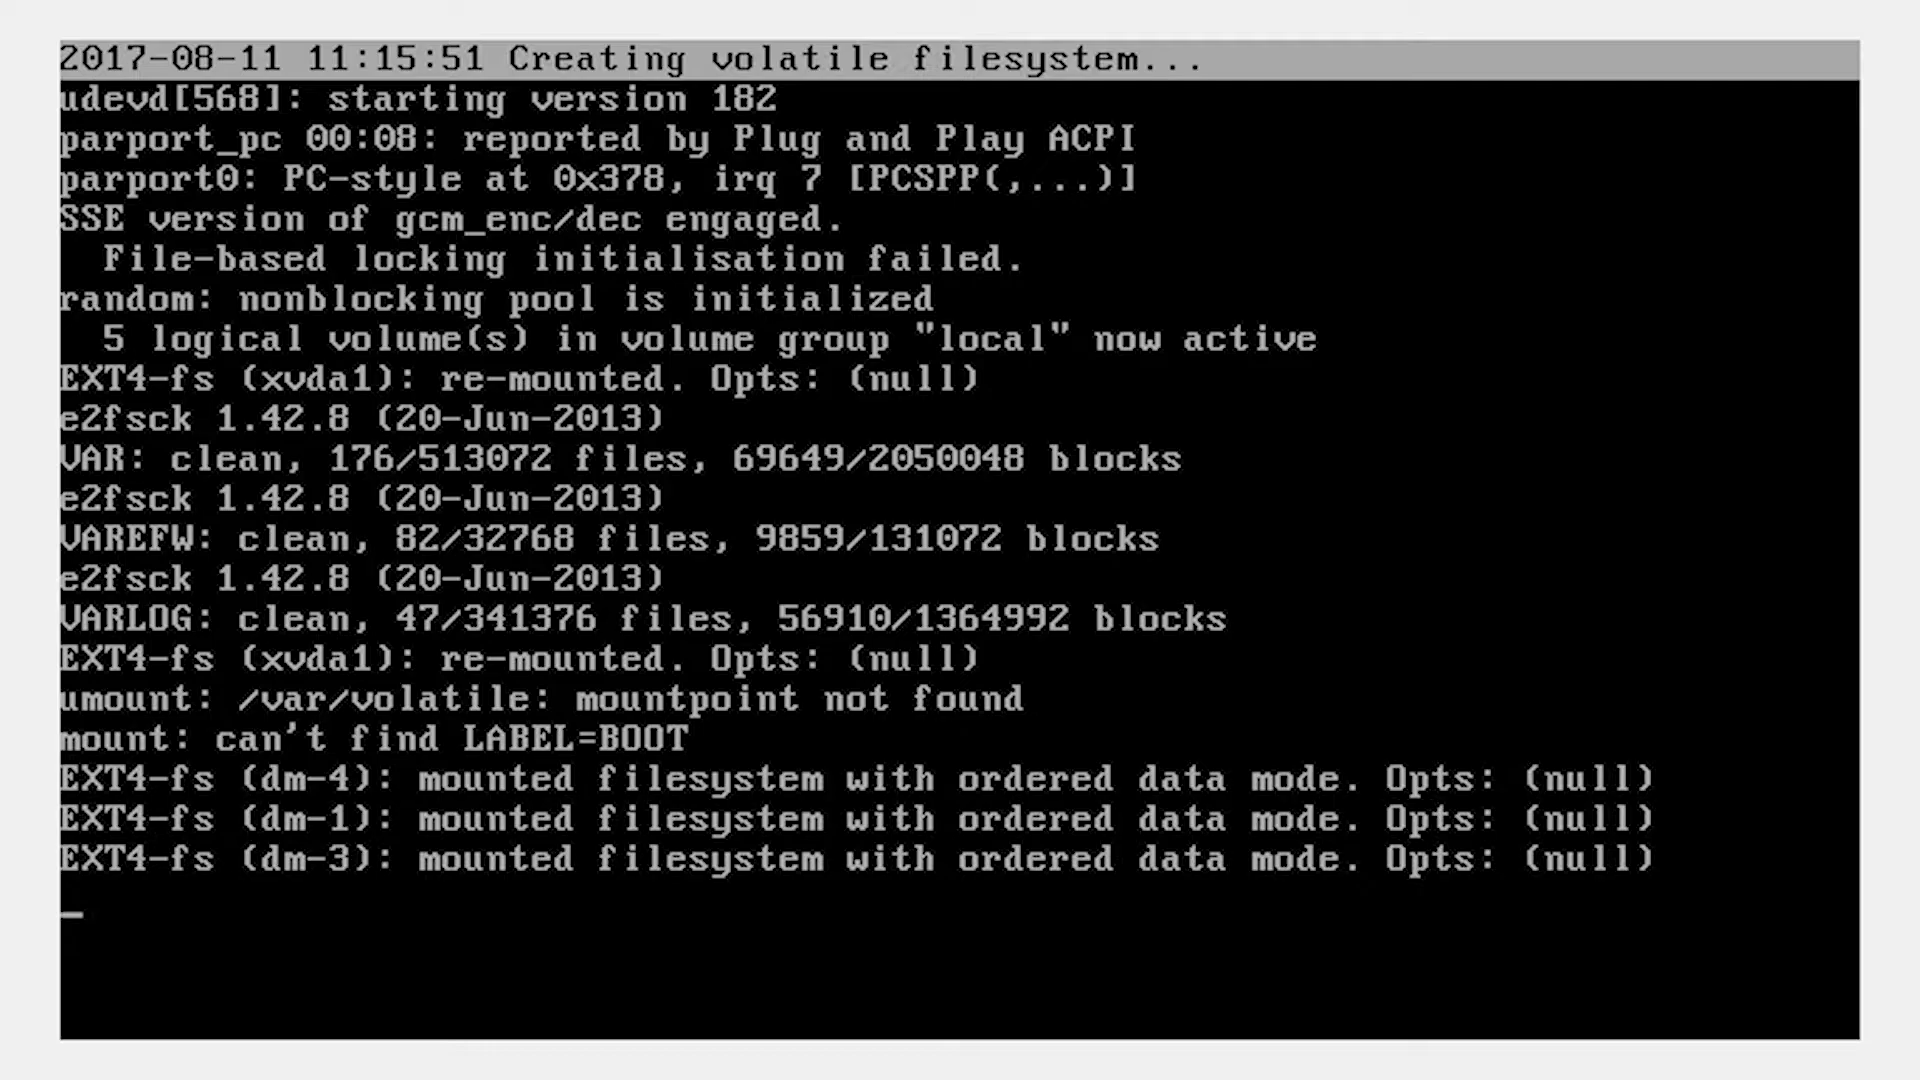 2017-08-11 11:15:51 Creating volatile filesystem...
udevd[568]: starting version 182
parport_pc 00:08: reported by Plug and Play ACPI
parport0: PC-style at 0x378, irq 7 [PCSPP(,...)]
SSE version of gcm_enc/dec engaged.
  File-based locking initialisation failed.
random: nonblocking pool is initialized
  5 logical volume(s) in volume group "local" now active
EXT4-fs (xvda1): re-mounted. Opts: (null)
e2fsck 1.42.8 (20-Jun-2013)
VAR: clean, 176/513072 files, 69649/2050048 blocks
e2fsck 1.42.8 (20-Jun-2013)
VAREFW: clean, 82/32768 files, 9859/131072 blocks
e2fsck 1.42.8 (20-Jun-2013)
VARLOG: clean, 47/341376 files, 56910/1364992 blocks
EXT4-fs (xvda1): re-mounted. Opts: (null)
umount: /var/volatile: mountpoint not found
mount: can't find LABEL=BOOT
EXT4-fs (dm-4): mounted filesystem with ordered data mode. Opts: (null)
EXT4-fs (dm-1): mounted filesystem with ordered data mode. Opts: (null)
EXT4-fs (dm-3): mounted filesystem with ordered data mode. Opts: (null)